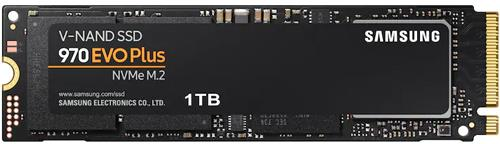 V-NAND SSD
970 EVO Plus
NVMe M.2
www.samsung.com/ssd
SAMSUNG ELECTRONICS CO., LTD.
SAMSUNG
1TB